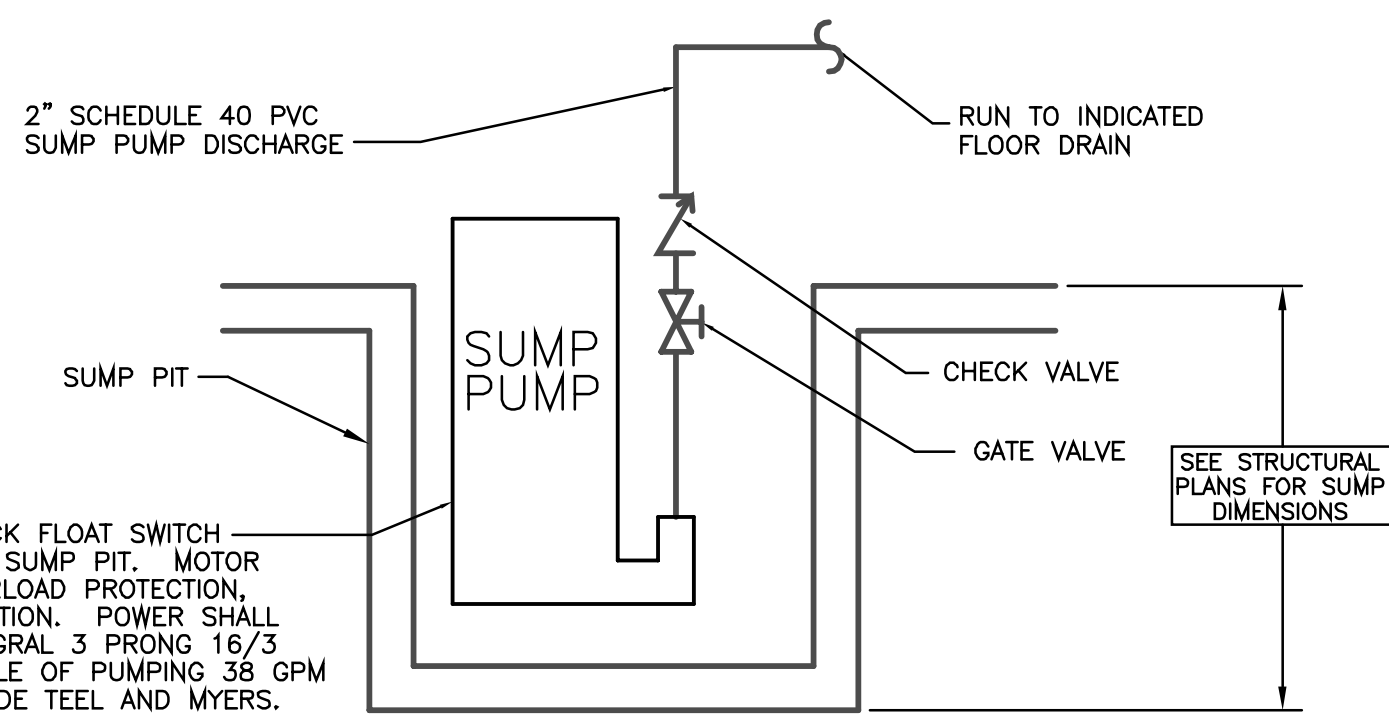 2" SCHEDULE 40 PVC
SUMP PUMP DISCHARGE
RUN TO INDICATED
FLOOR DRAIN
SUMP
PUMP
SUMP PIT
CHECK VALVE
GATE VALVE
SEE STRUCTURAL
PLANS FOR SUMP
DIMENSIONS
CK FLOAT SWITCH
SUMP PIT. MOTOR
RLOAD PROTECTION,
TION. POWER SHALL
GRAL 3 PRONG 16/3
LE OF PUMPING 38 GPM
DE TEEL AND MYERS.